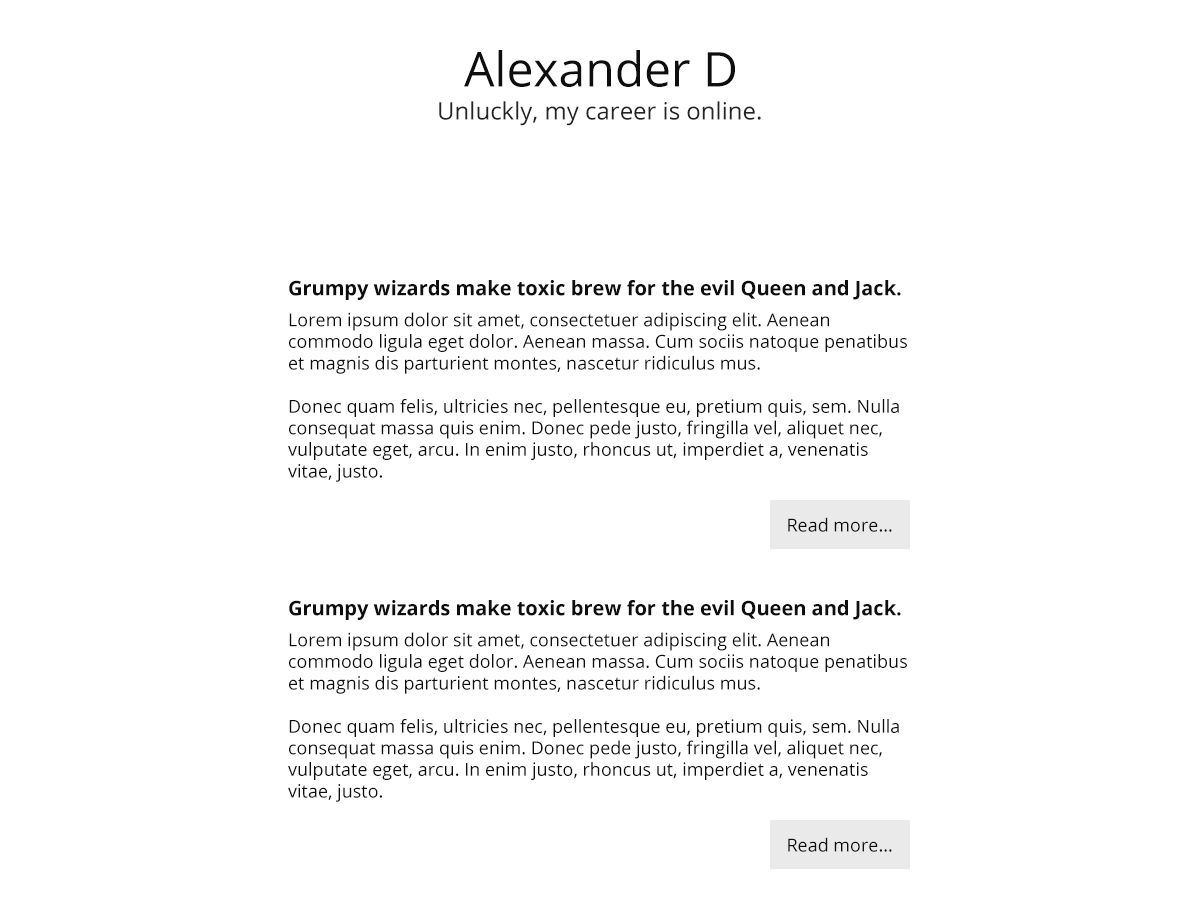 Alexander D
Unluckly, my career is online.
Grumpy wizards make toxic brew for the evil Queen and Jack.
Lorem ipsum dolor sit amet, consectetuer adipiscing elit. Aenean
commodo ligula eget dolor. Aenean massa. Cum sociis natoque penatibus
et magnis dis parturient montes, nascetur ridiculus mus.
Donec quam felis, ultricies nec, pellentesque eu, pretium quis, sem. Nulla
consequat massa quis enim. Donec pede justo, fringilla vel, aliquet nec,
vulputate eget, arcu. In enim justo, rhoncus ut, imperdiet a, venenatis
vitae, justo.
Read more...
Grumpy wizards make toxic brew for the evil Queen and Jack.
Lorem ipsum dolor sit amet, consectetuer adipiscing elit. Aenean
commodo ligula eget dolor. Aenean massa. Cum sociis natoque penatibus
et magnis dis parturient montes, nascetur ridiculus mus.
Donec quam felis, ultricies nec, pellentesque eu, pretium quis, sem. Nulla
consequat massa quis enim. Donec pede justo, fringilla vel, aliquet nec,
vulputate eget, arcu. In enim justo, rhoncus ut, imperdiet a, venenatis
vitae, justo.
Read more...